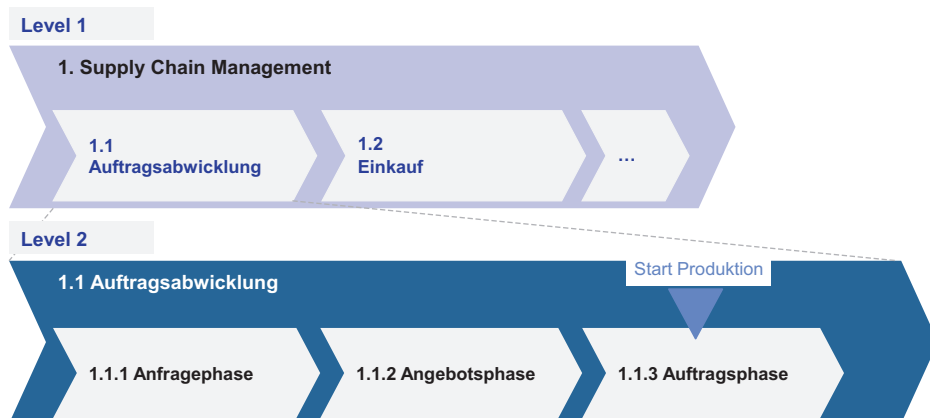 Level 1
1. Supply Chain Management
1.1
Auftragsabwicklung
1.2
Einkauf
...
Level 2
1.1 Auftragsabwicklung
Start Produktion
1.1.1 Anfragephase
1.1.2 Angebotsphase
1.1.3 Auftragsphase